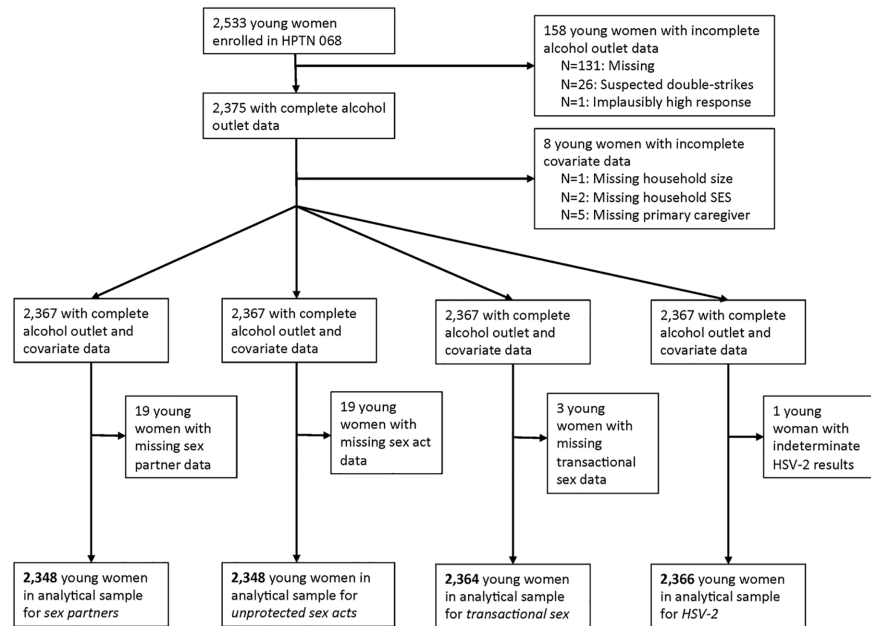 2,533 young women
enrolled in HPTN 068
158 young women with incomplete
alcohol outlet data
N=131: Missing
N=26: Suspected double-strikes
N=1: Implausibly high response
2,375 with complete alcohol
outlet data
8 young women with incomplete
covariate data
N=1: Missing household size
N=2: Missing household SES
N=5: Missing primary caregiver
2,367 with complete
alcohol outlet and
covariate data
2,367 with complete
alcohol outlet and
covariate data
2,367 with complete
alcohol outlet and
covariate data
2,367 with complete
alcohol outlet and
covariate data
19 young
women with
missing sex
partner data
19 young
women with
missing sex act
data
3 young
women with
missing
transactional
sex data
1 young
woman with
indeterminate
HSV-2 results
2,348 young women
in analytical sample
for sex partners
2,348 young women in
analytical sample for
unprotected sex acts
2,364 young women
in analytical sample
for transactional sex
2,366 young women
in analytical sample
for HSV-2